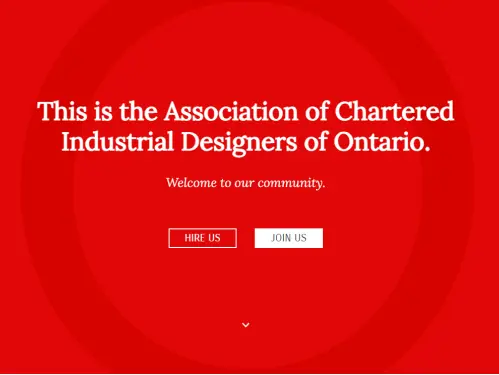 This is the Association of Chartered
Industrial Designers of Ontario.
Welcome to our community.
HIRE US
JOIN US